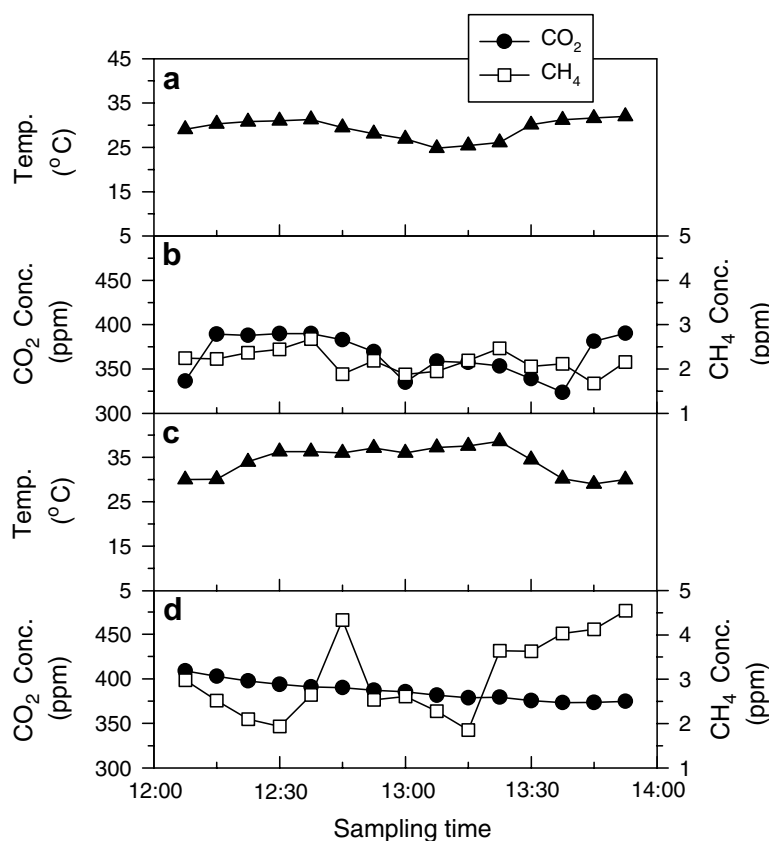 CO₂
CH₄
a
45
35
25
15
5
Temp.
(°C)
b
450
400
350
300
CO₂ Conc.
(ppm)
5
4
3
2
1
CH₄ Conc.
(ppm)
c
35
25
15
5
Temp.
(°C)
d
450
400
350
300
CO₂ Conc.
(ppm)
5
4
3
2
1
CH₄ Conc.
(ppm)
12:00 12:30 13:00 13:30 14:00
Sampling time